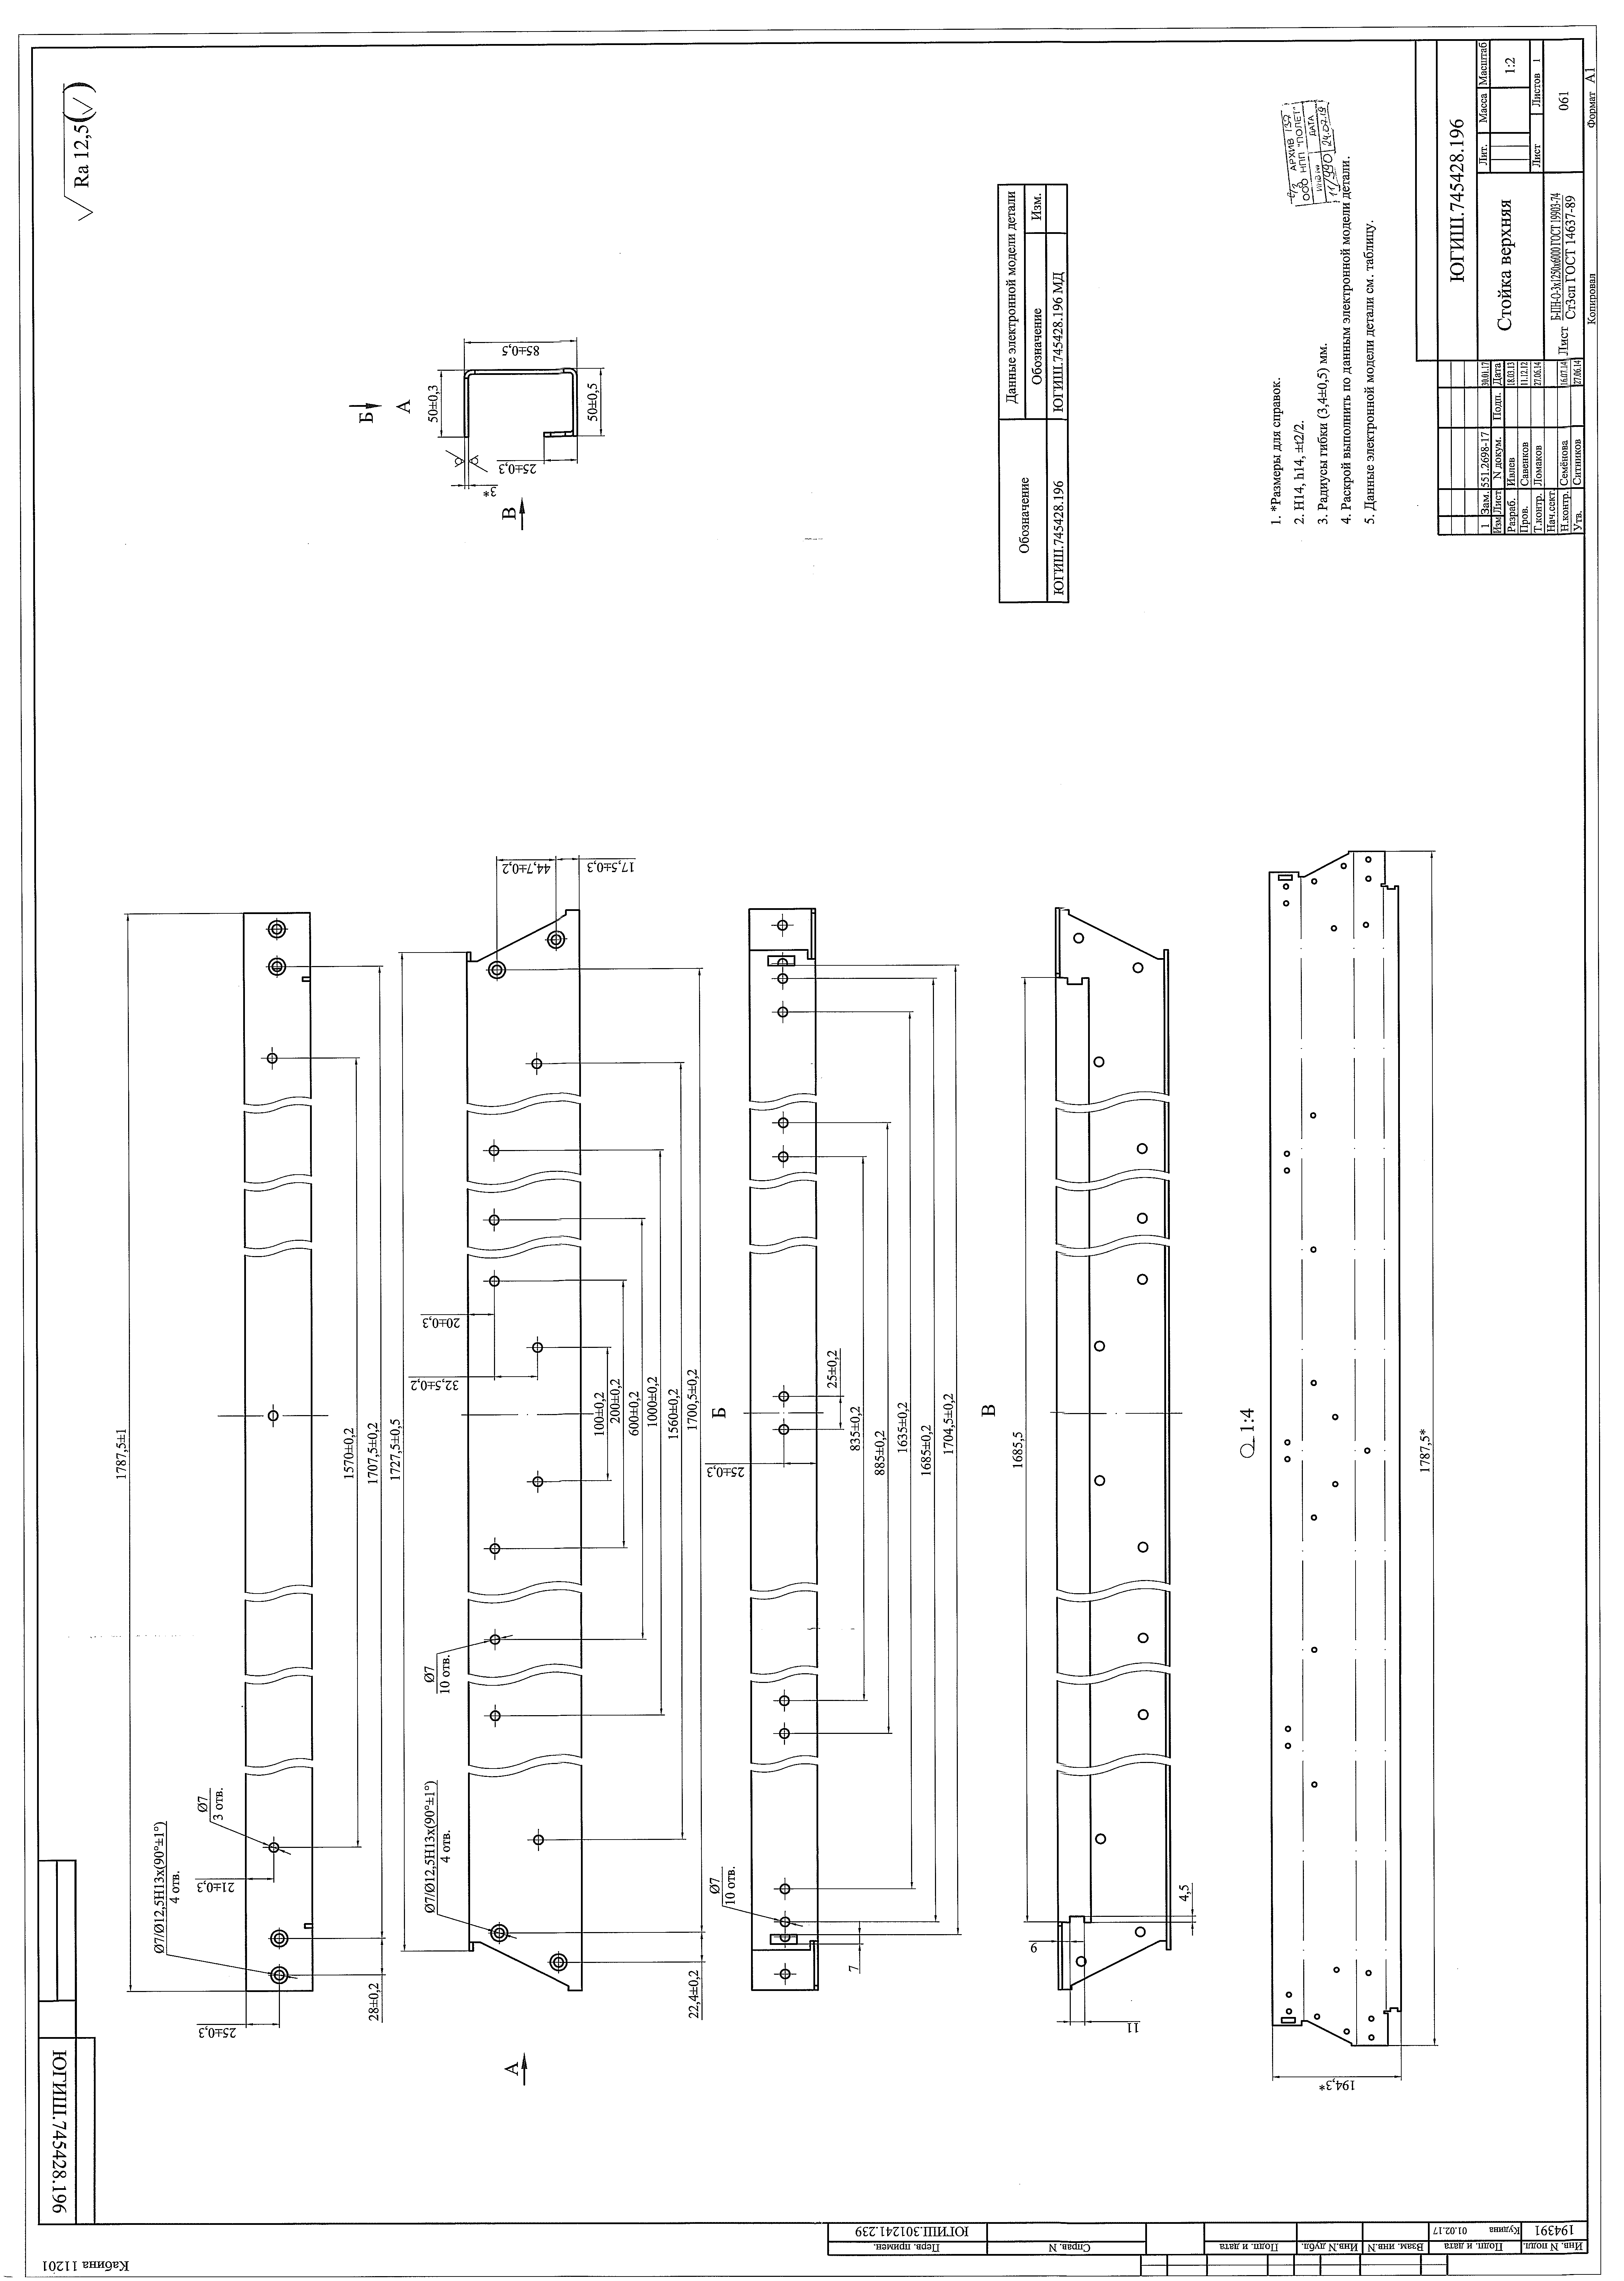 ЮГИШ.745428.196
Кабина 11201
Ra 12,5
1787,5±1
Ø7/Ø12,5H13x(90°±1°)
4 отв.
Ø7
3 отв.
21±0,3
25±0,3
28±0,2
1570±0,2
1707,5±0,2
1727,5±0,5
А
44,7±0,2
17,5±0,3
20±0,3
32,5±0,2
Ø7
10 отв.
Ø7/Ø12,5H13x(90°±1°)
4 отв.
100±0,2
200±0,2
600±0,2
1000±0,2
1560±0,2
1700,5±0,2
22,4±0,2
Б
25±0,3
25±0,2
Ø7
10 отв.
7
835±0,2
885±0,2
1635±0,2
1685±0,2
1704,5±0,2
В
1685,5
9
4,5
11
1:4
1787,5*
194,3*
Б
А
50±0,3
85±0,5
50±0,5
25±0,3
3*
В
Обозначение
Данные электронной модели детали
Обозначение
Изм.
ЮГИШ.745428.196
ЮГИШ.745428.196 МД
1. *Размеры для справок.
2. H14, h14, ±t2/2.
3. Радиусы гибки (3,4±0,5) мм.
4. Раскрой выполнить по данным электронной модели детали.
5. Данные электронной модели детали см. таблицу.
АРХИВ 137
ООО НПП "ПОЛЕТ"
ИНВ №
ДАТА
11/990
24.07.19
ЮГИШ.745428.196
1 Зам. 551.2698-17 30.01.17
Изм Лист N докум. Подп. Дата
Разраб. Ивлев 18.03.13
Пров. Савенков 11.12.12
Т.контр. Ломаков 27.06.14
Нач.сект.
Н.контр. Семёнова 16.07.14
Утв. Ситников 27.06.14
Стойка верхняя
Лит. Масса Масштаб
1:2
Лист
Листов 1
Лист Б-ПН-О-3х1250х6000 ГОСТ 19903-74
Ст3сп ГОСТ 14637-89
061
Копировал
Формат А1
Перв. примен.
ЮГИШ.301241.239
Справ. N
Подп. и дата
Инв.N дубл.
Взам. инв.N
Подп. и дата
Кудина 01.02.17
Инв. N подл.
194391